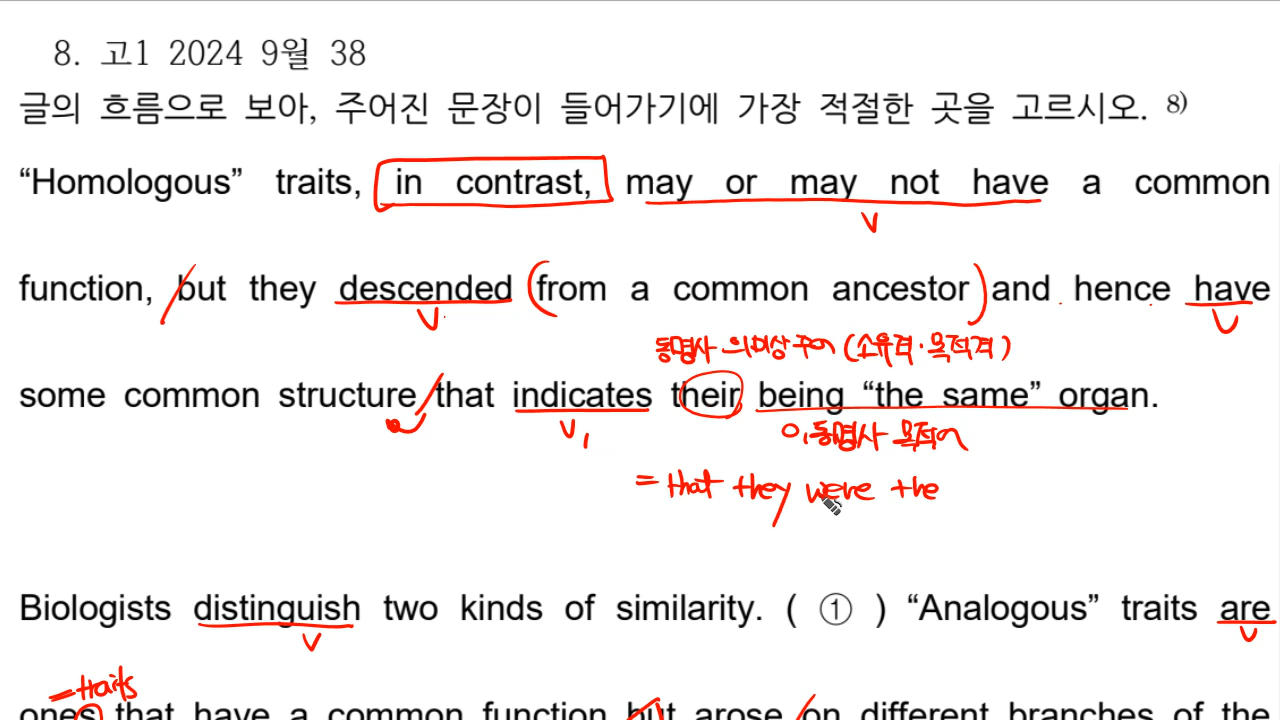 8. 고1 2024 9월 38
글의 흐름으로 보아, 주어진 문장이 들어가기에 가장 적절한 곳을 고르시오. 8)
“Homologous” traits, in contrast, may or may not have a common
V
function, but they descended (from a common ancestor) and hence have
V V
동명사 의미상 주어 (소유격·목적격)
some common structure that indicates their being “the same” organ.
V 동명사 목적어
= that they were the
Biologists distinguish two kinds of similarity. ( ① ) “Analogous” traits are
V V
= traits
ones that have a common function but arose on different branches of the